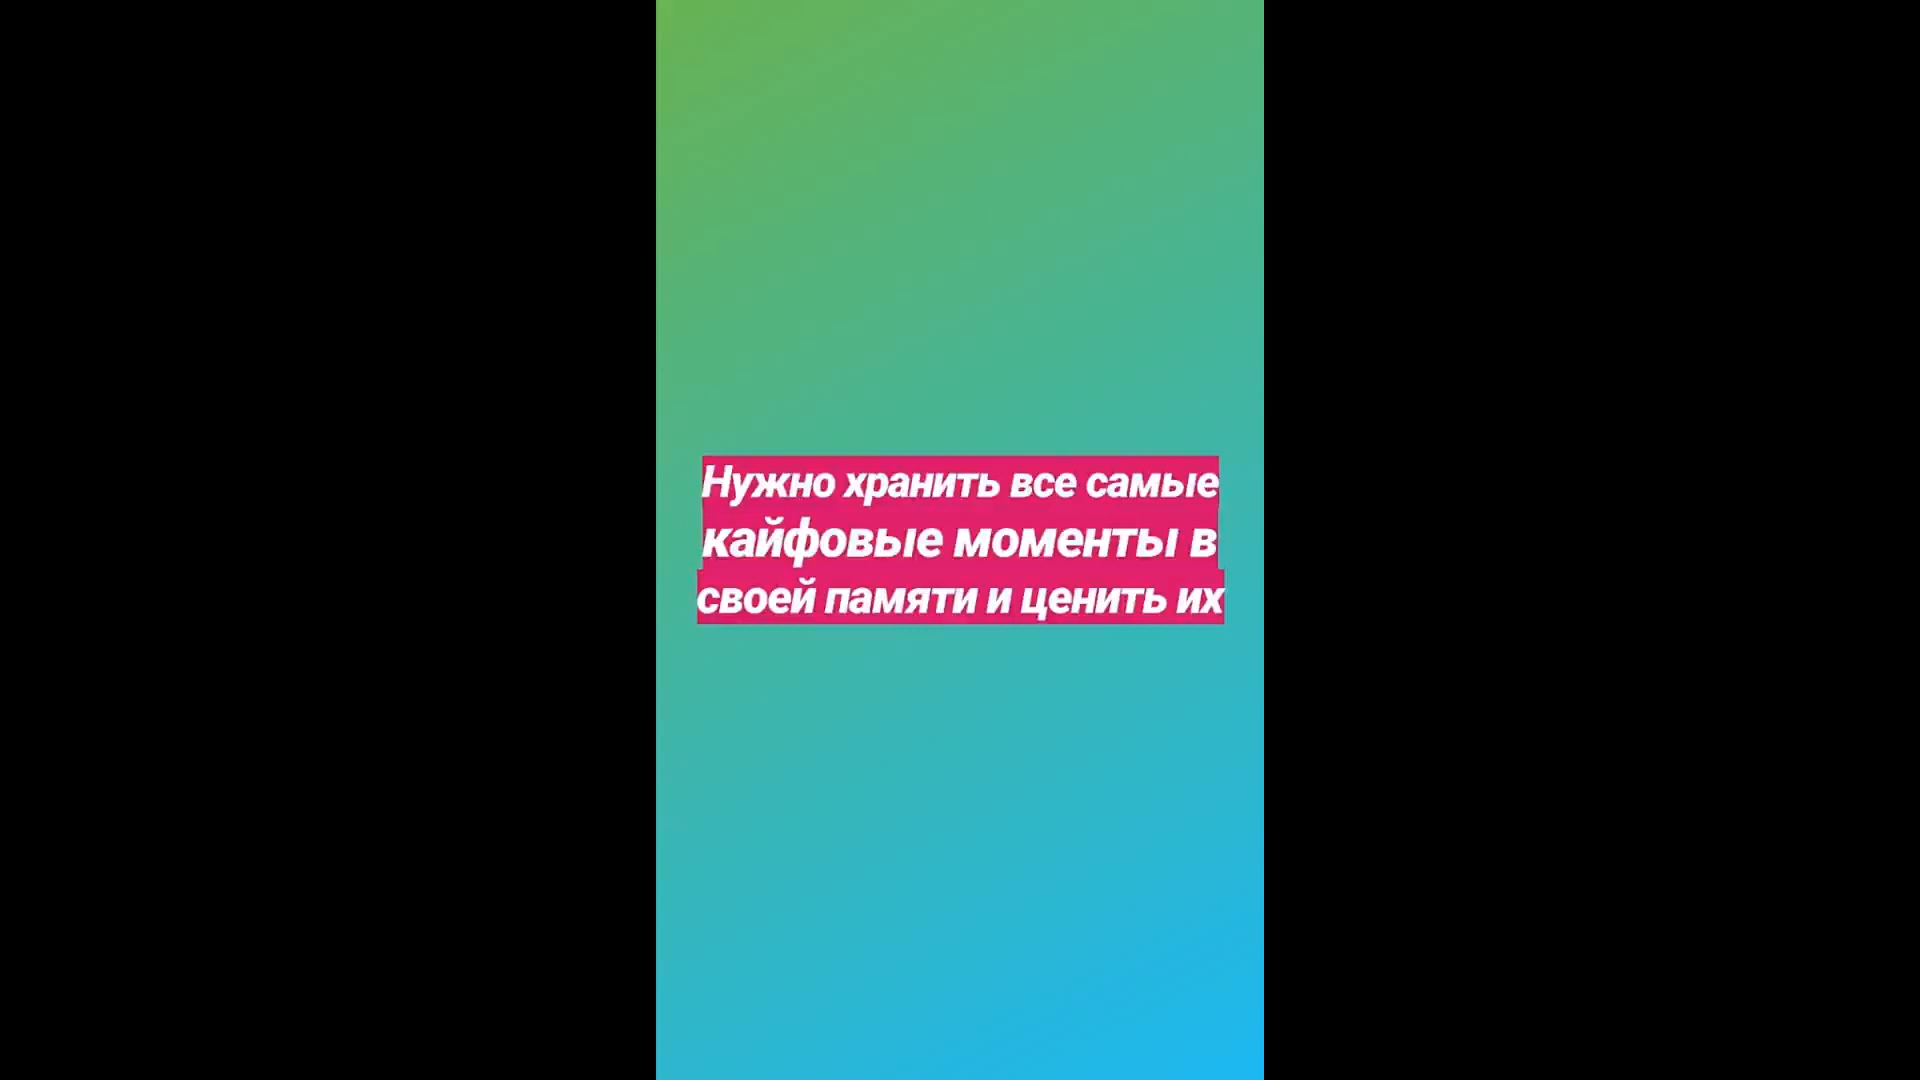 Нужно хранить все самые
кайфовые моменты в
своей памяти и ценить их